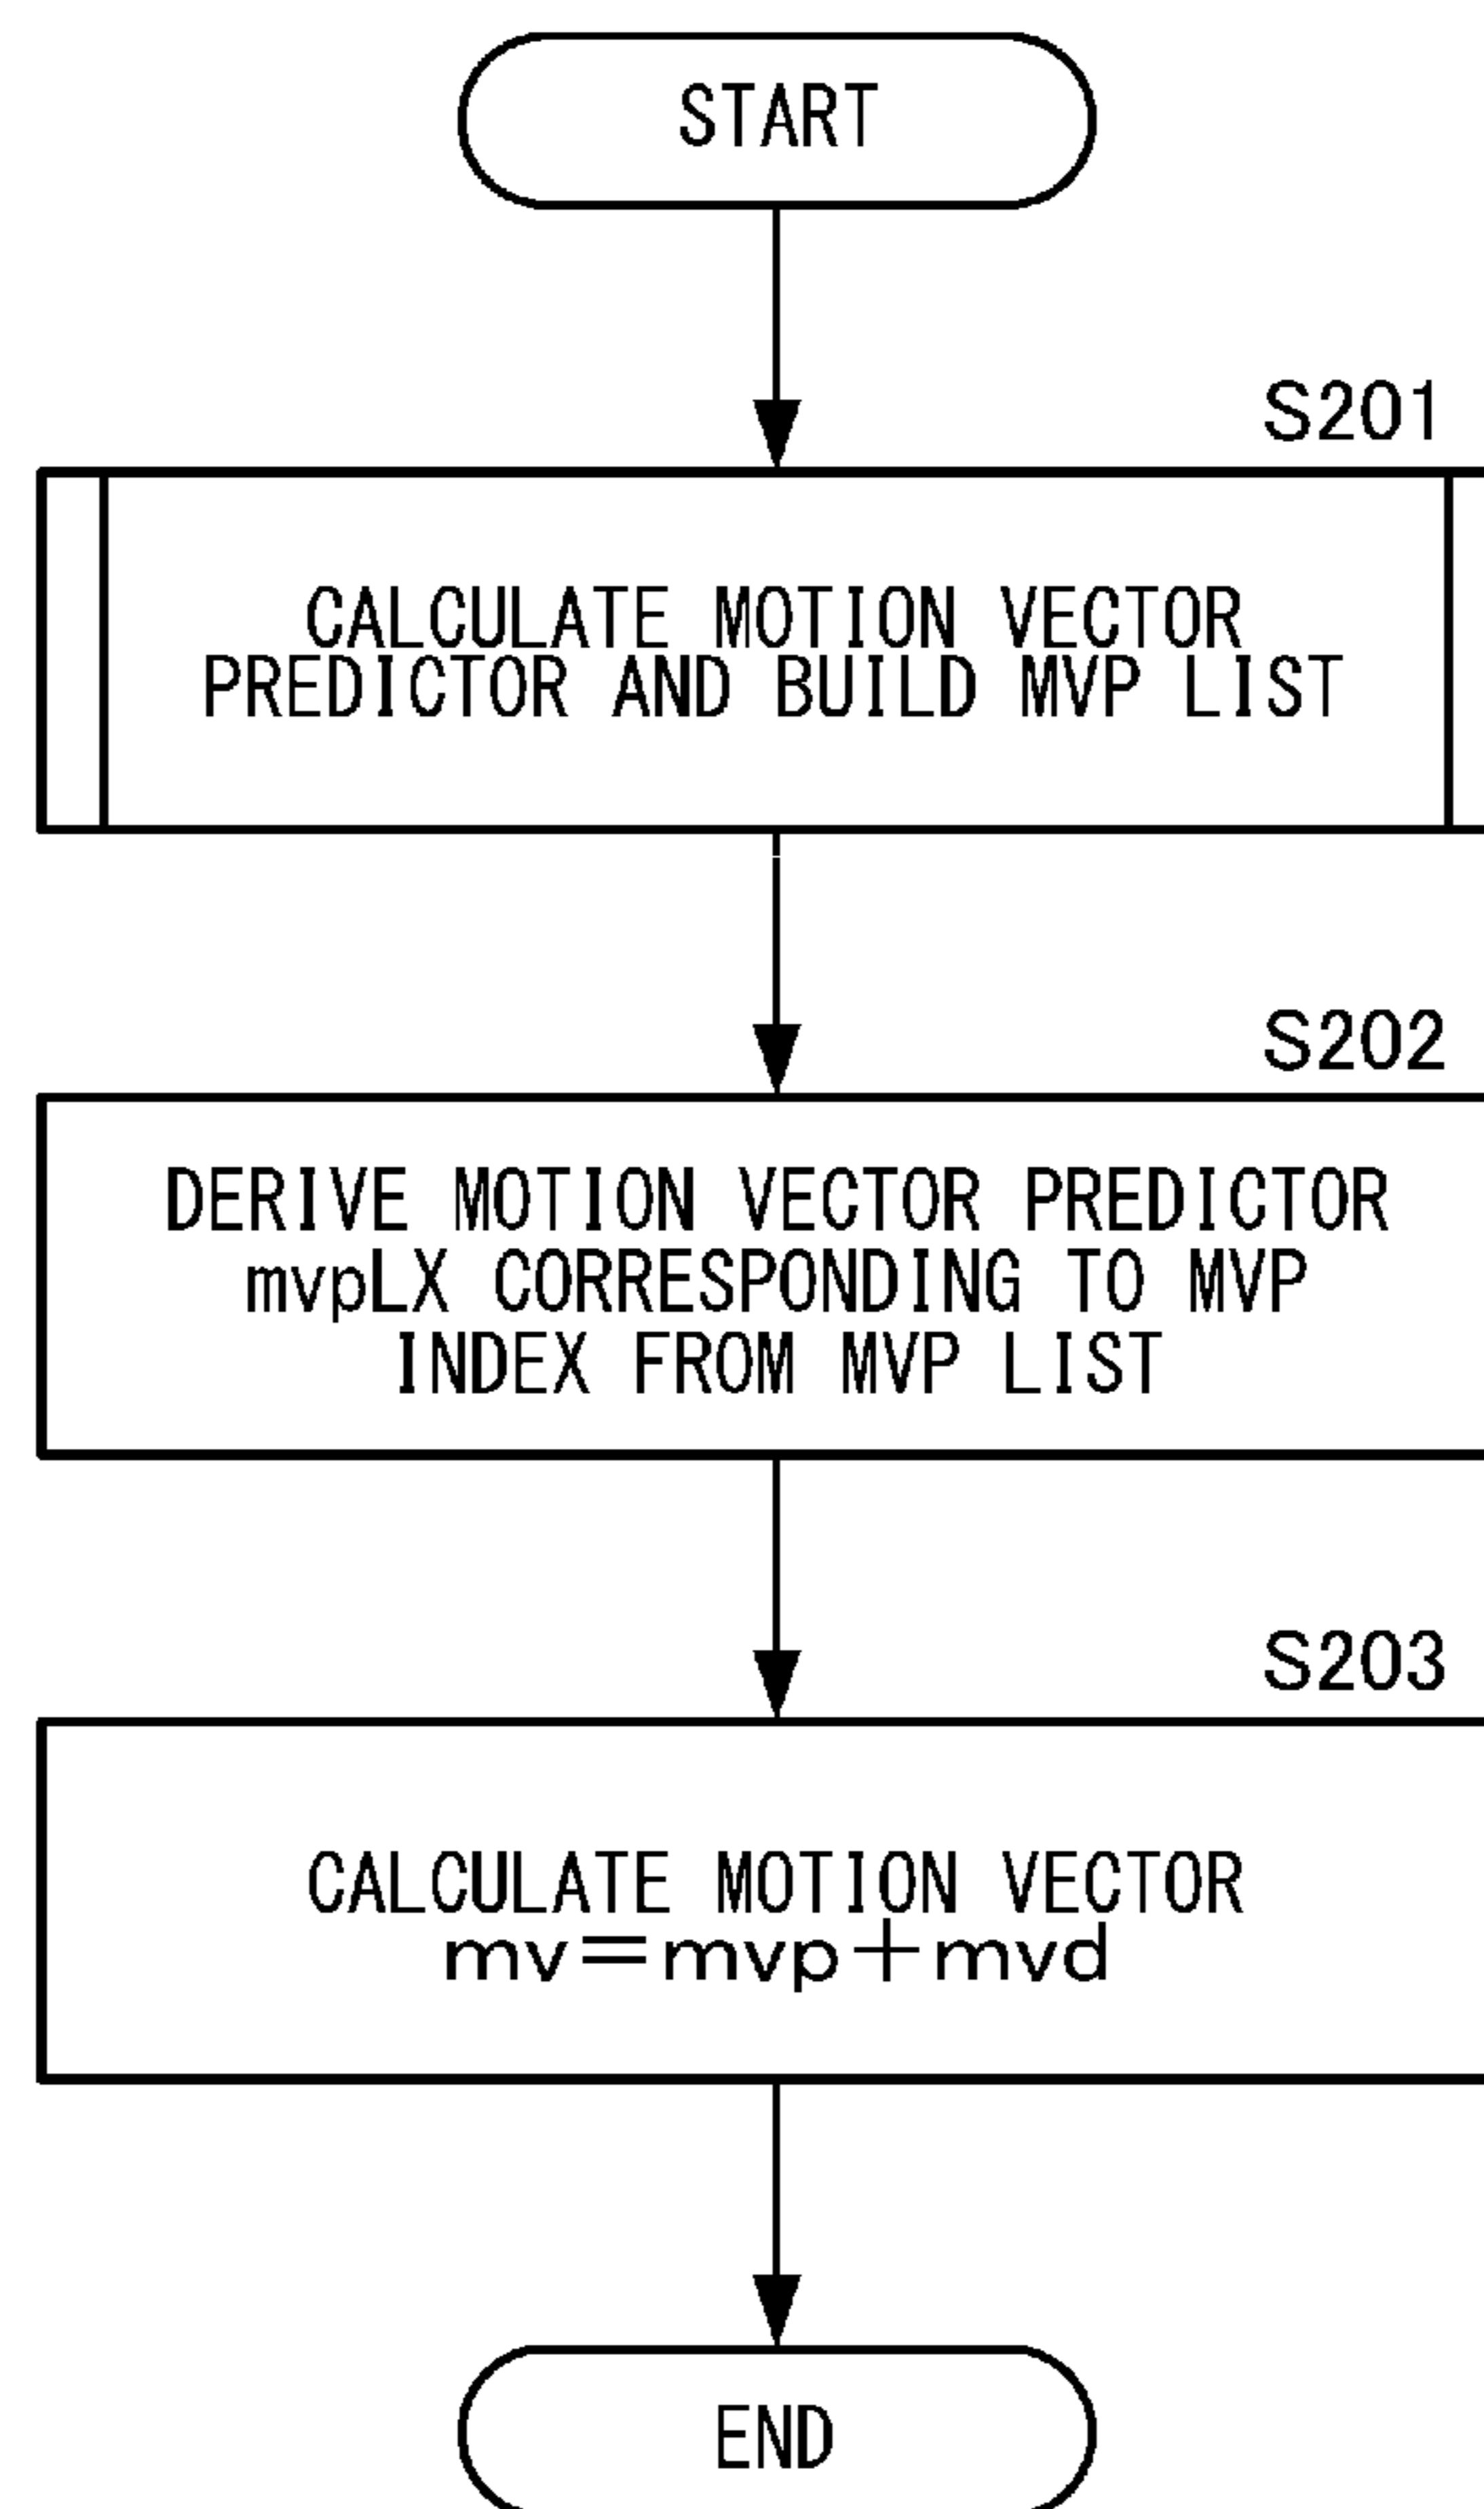 START
S201
CALCULATE MOTION VECTOR
PREDICTOR AND BUILD MVP LIST
S202
DERIVE MOTION VECTOR PREDICTOR
mvpLX CORRESPONDING TO MVP
INDEX FROM MVP LIST
S203
CALCULATE MOTION VECTOR
mv=mvp+mvd
END